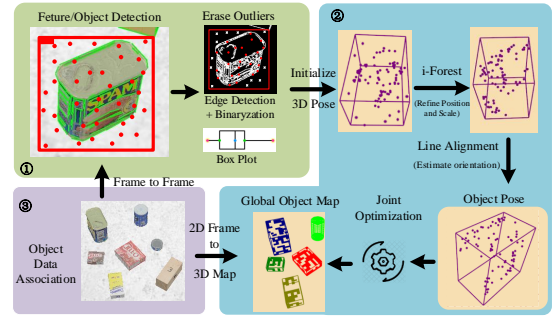 Feture/Object Detection
SPAM
①
Erase Outliers
Edge Detection
+ Binaryzation
Box Plot
②
Initialize
3D Pose
i-Forest
(Refine Position
and Scale)
Line Alignment
(Estimate orientation)
Object Pose
Joint
Optimization
Global Object Map
③
Frame to Frame
Object
Data
Association
2D Frame
to
3D Map